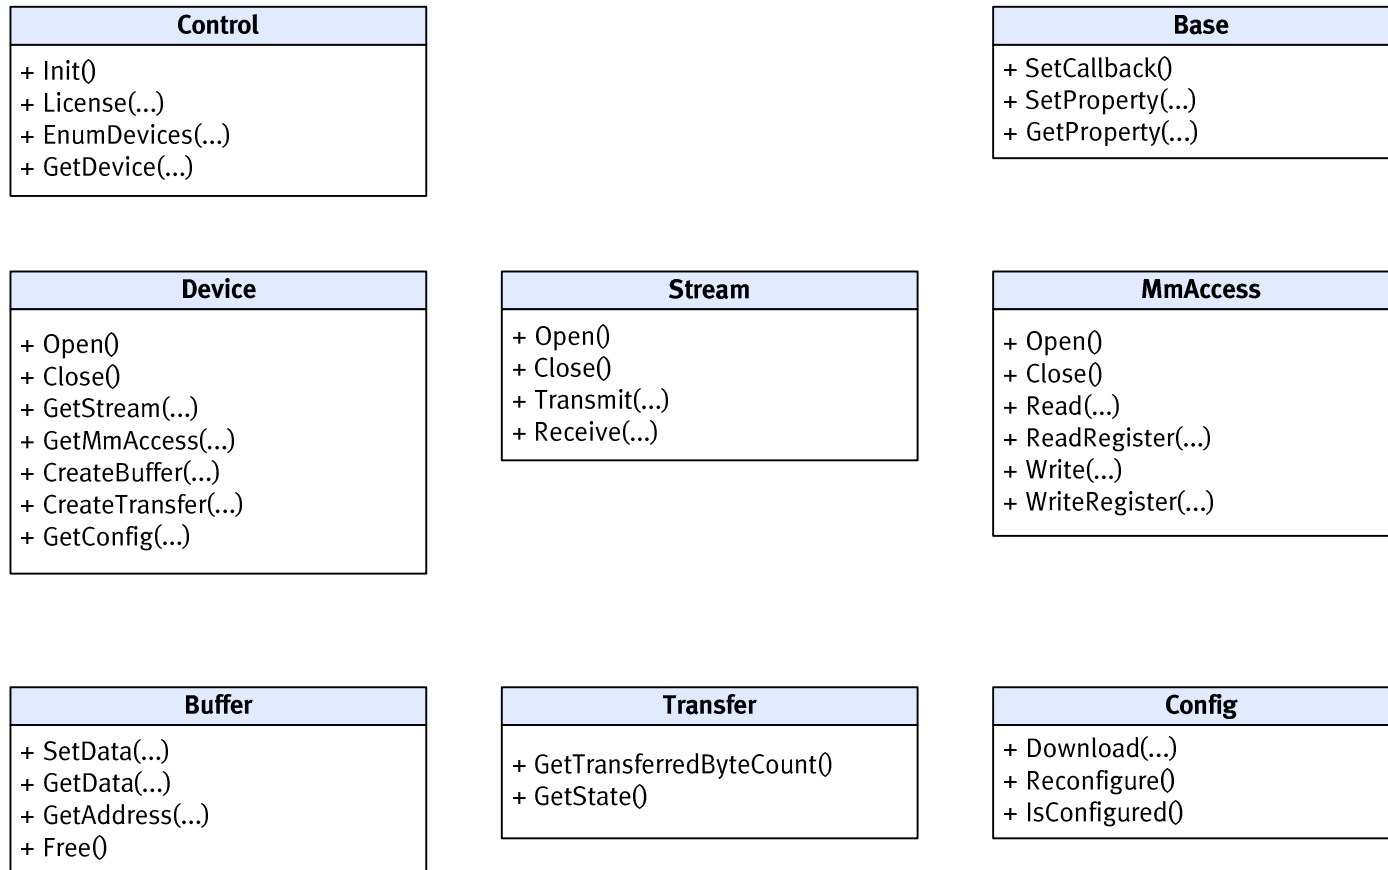 Control
+ Init()
+ License(...)
+ EnumDevices(...)
+ GetDevice(...)
Base
+ SetCallback()
+ SetProperty(...)
+ GetProperty(...)
Device
+ Open()
+ Close()
+ GetStream(...)
+ GetMmAccess(...)
+ CreateBuffer(...)
+ CreateTransfer(...)
+ GetConfig(...)
Stream
+ Open()
+ Close()
+ Transmit(...)
+ Receive(...)
MmAccess
+ Open()
+ Close()
+ Read(...)
+ ReadRegister(...)
+ Write(...)
+ WriteRegister(...)
Buffer
+ SetData(...)
+ GetData(...)
+ GetAddress(...)
+ Free()
Transfer
+ GetTransferredByteCount()
+ GetState()
Config
+ Download(...)
+ Reconfigure()
+ IsConfigured()